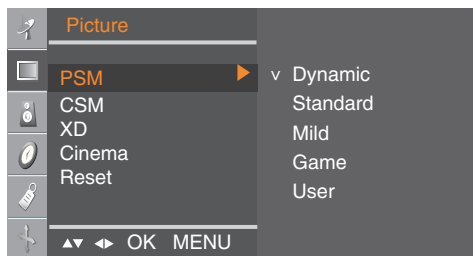 Picture
PSM
CSM
XD
Cinema
Reset
v Dynamic
Standard
Mild
Game
User
▲▼ ◀▶ OK MENU